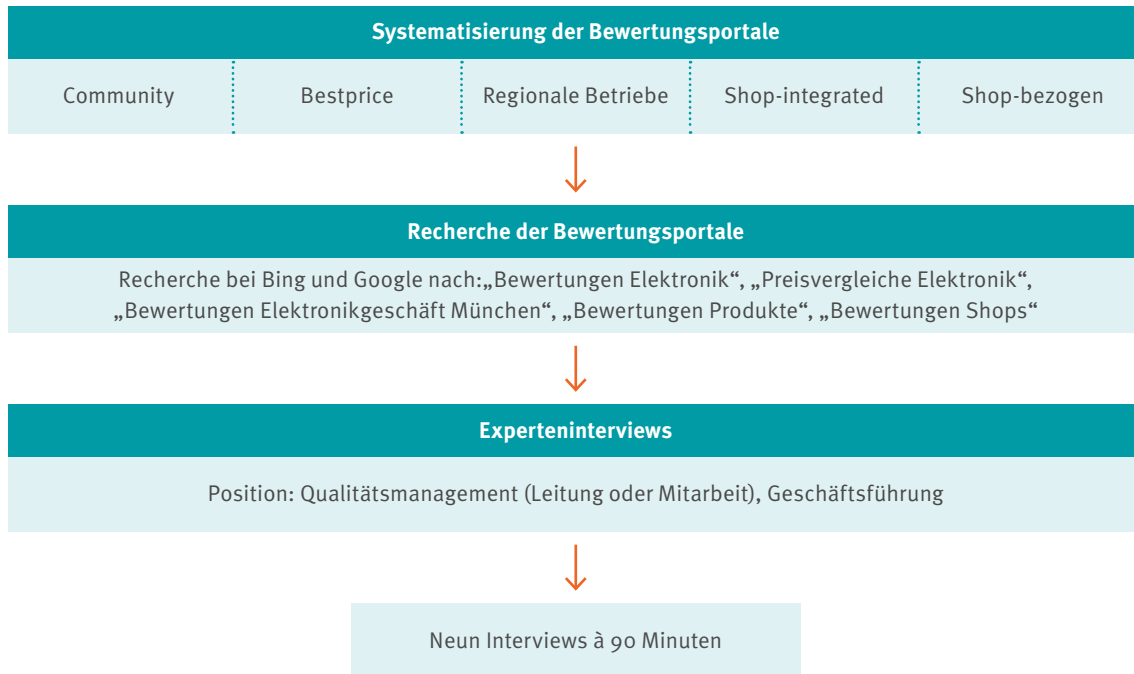 Systematisierung der Bewertungsportale
Community
Bestprice
Regionale Betriebe
Shop-integrated
Shop-bezogen
Recherche der Bewertungsportale
Recherche bei Bing und Google nach:„Bewertungen Elektronik“, „Preisvergleiche Elektronik“,
„Bewertungen Elektronikgeschäft München“, „Bewertungen Produkte“, „Bewertungen Shops“
Experteninterviews
Position: Qualitätsmanagement (Leitung oder Mitarbeit), Geschäftsführung
Neun Interviews à 90 Minuten